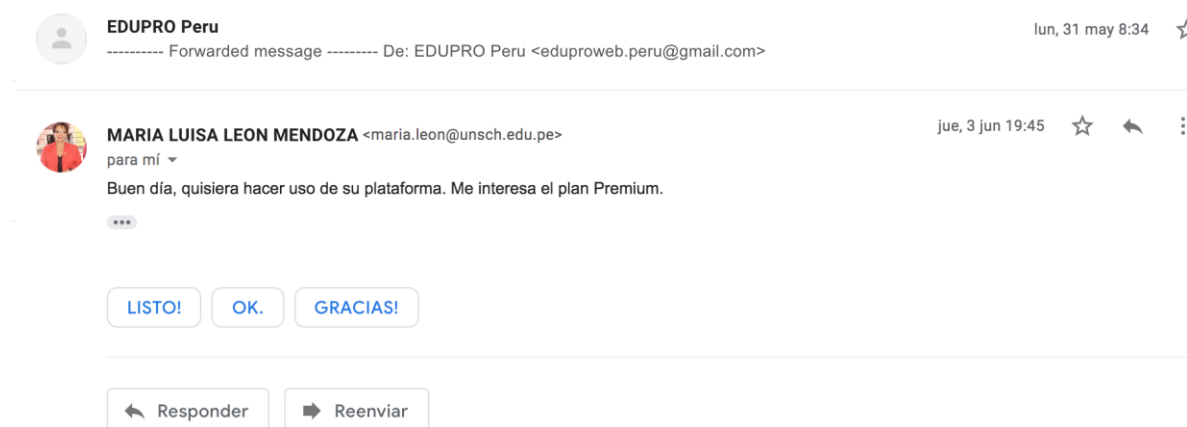 EDUPRO Peru
lun, 31 may 8:34
---------- Forwarded message --------- De: EDUPRO Peru <eduproweb.peru@gmail.com>
MARIA LUISA LEON MENDOZA <maria.leon@unsch.edu.pe>
jue, 3 jun 19:45
para mí
Buen día, quisiera hacer uso de su plataforma. Me interesa el plan Premium.
LISTO!
OK.
GRACIAS!
Responder
Reenviar